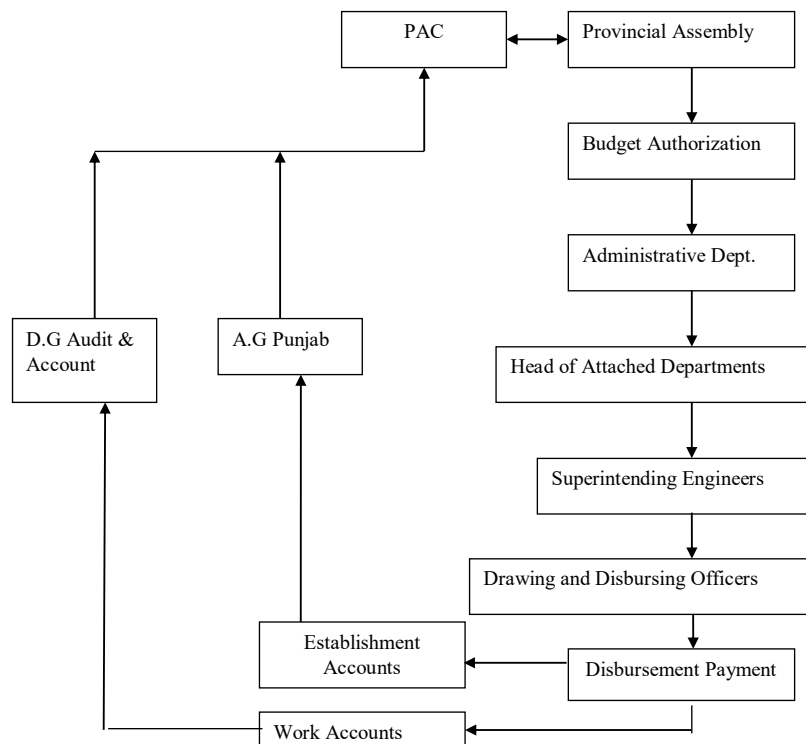 PAC
Provincial Assembly
Budget Authorization
Administrative Dept.
D.G Audit &
Account
A.G Punjab
Head of Attached Departments
Superintending Engineers
Drawing and Disbursing Officers
Establishment
Accounts
Disbursement Payment
Work Accounts